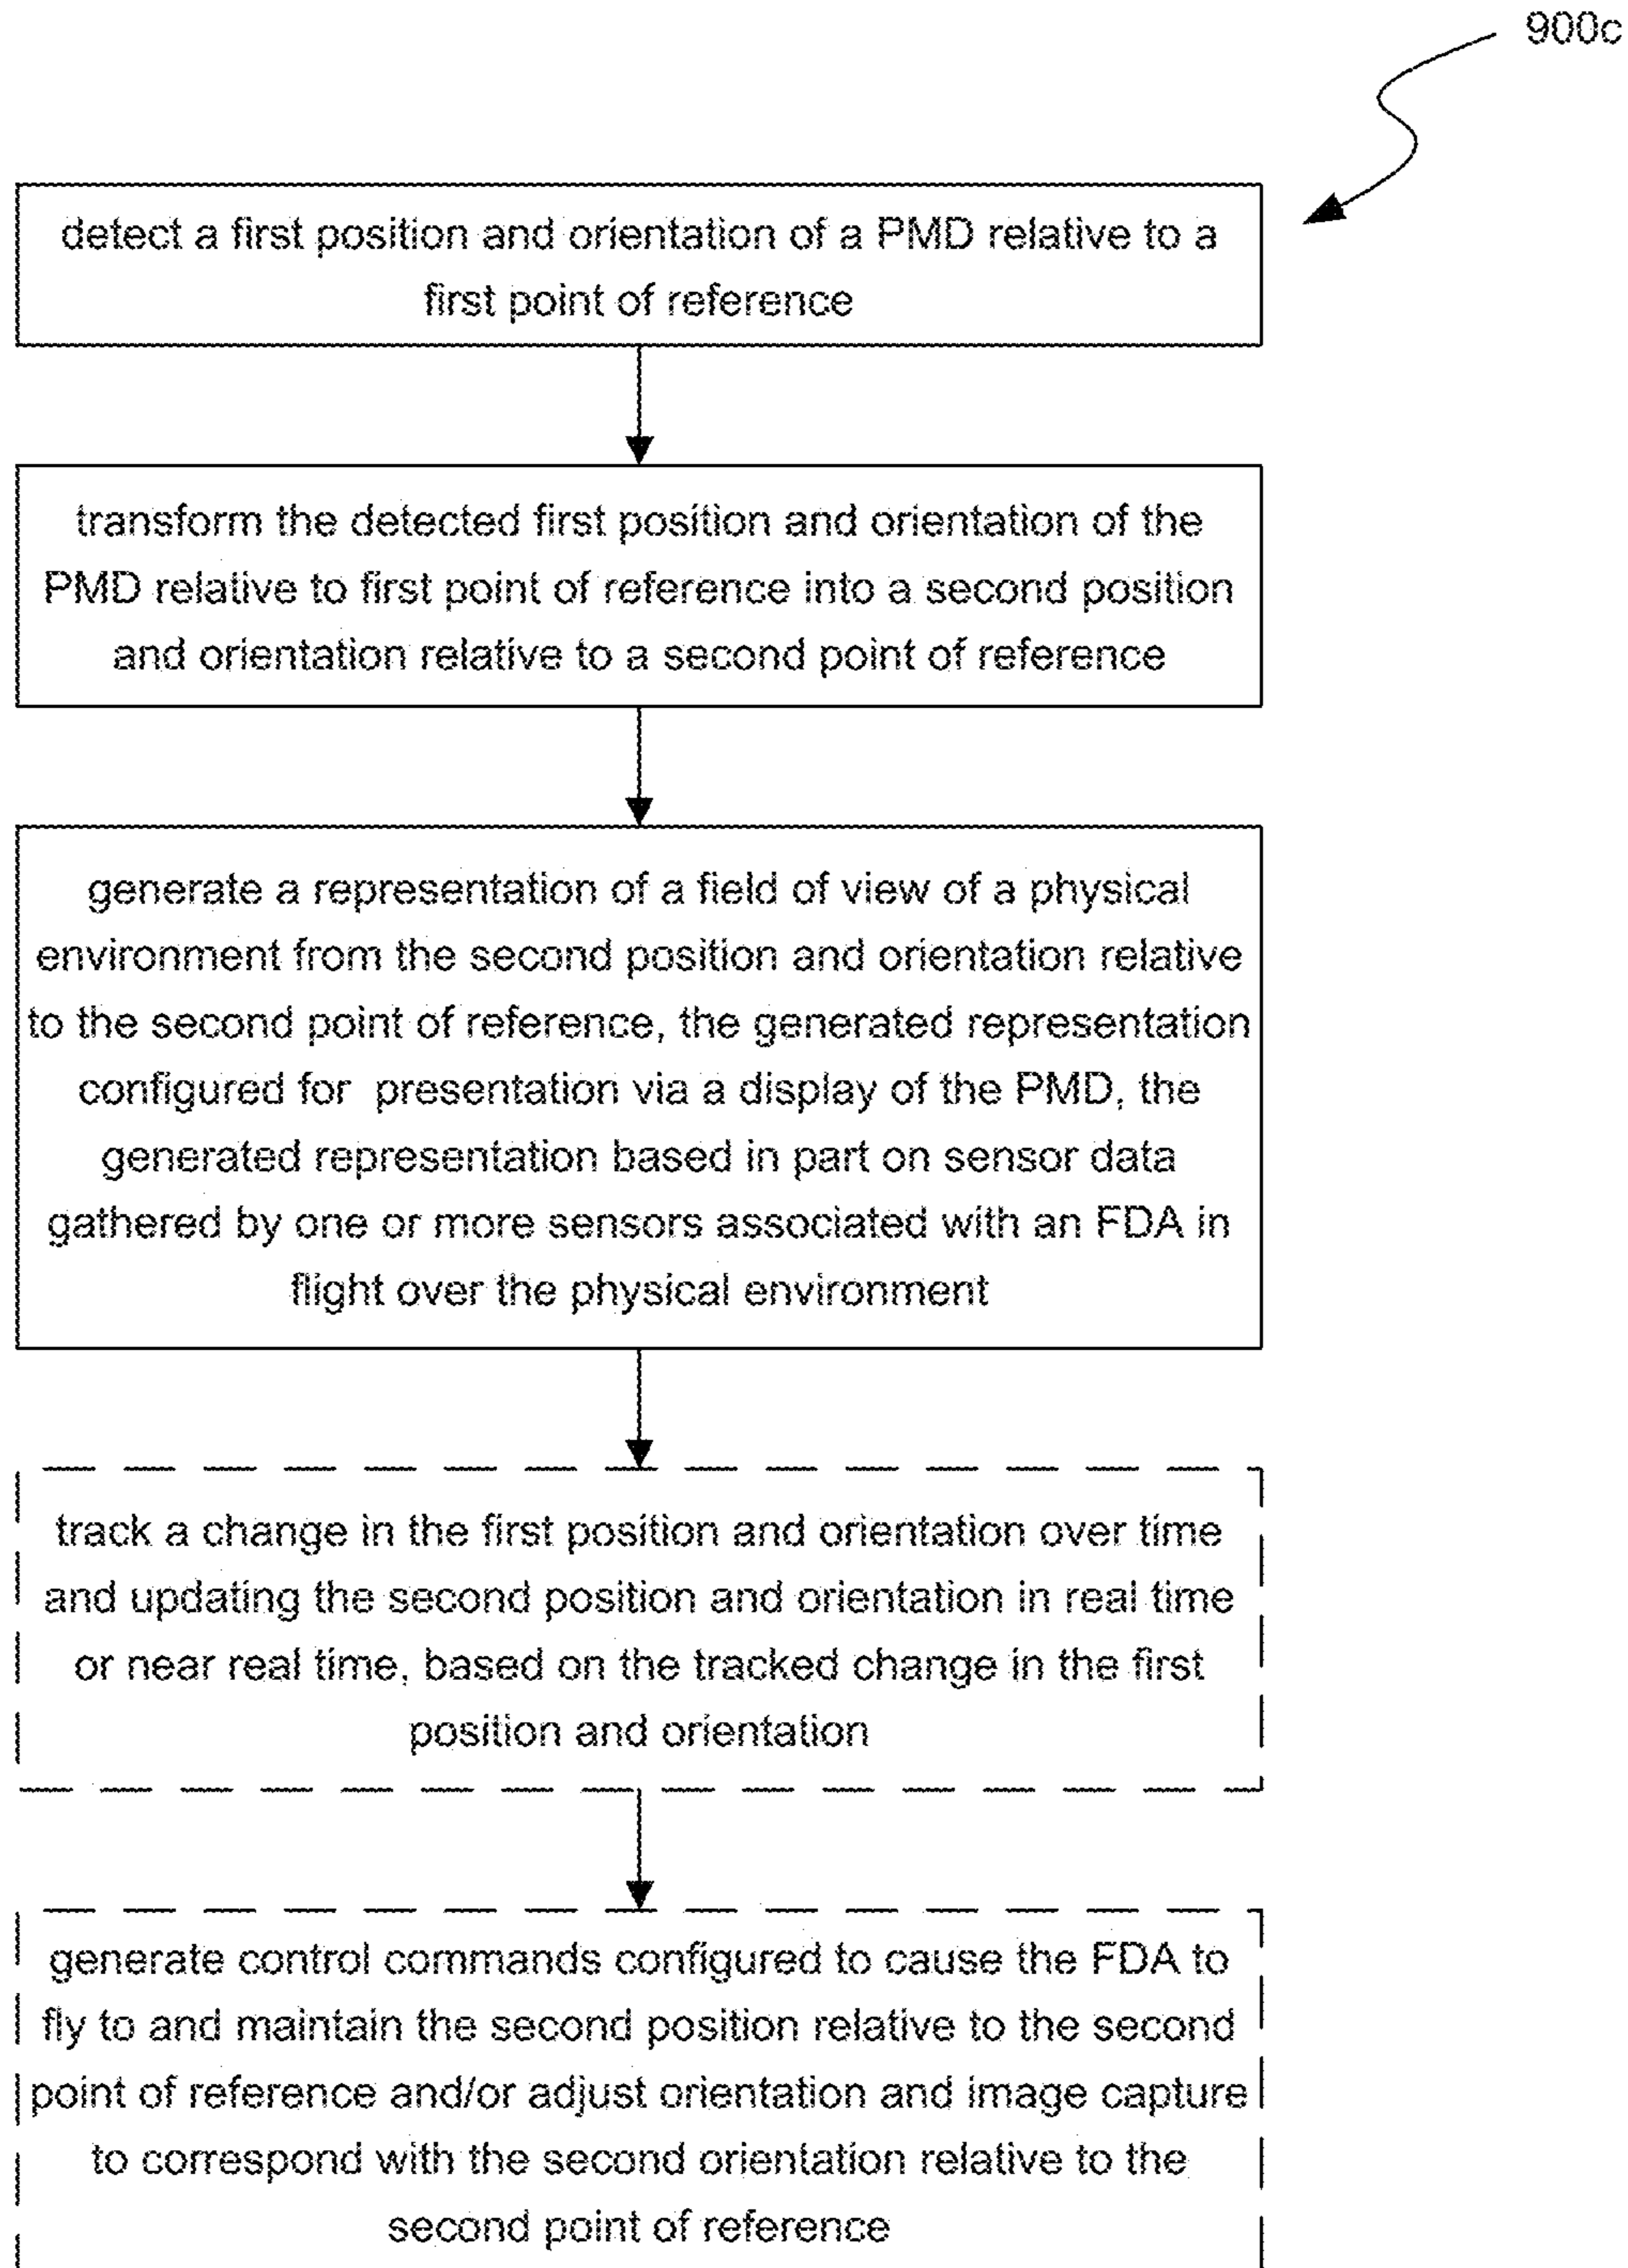 900c
detect a first position and orientation of a PMD relative to a
first point of reference
transform the detected first position and orientation of the
PMD relative to first point of reference into a second position
and orientation relative to a second point of reference
generate a representation of a field of view of a physical
environment from the second position and orientation relative
to the second point of reference, the generated representation
configured for presentation via a display of the PMD, the
generated representation based in part on sensor data
gathered by one or more sensors associated with an FDA in
flight over the physical environment
track a change in the first position and orientation over time
and updating the second position and orientation in real time
or near real time, based on the tracked change in the first
position and orientation
generate control commands configured to cause the FDA to
fly to and maintain the second position relative to the second
point of reference and/or adjust orientation and image capture
to correspond with the second orientation relative to the
second point of reference